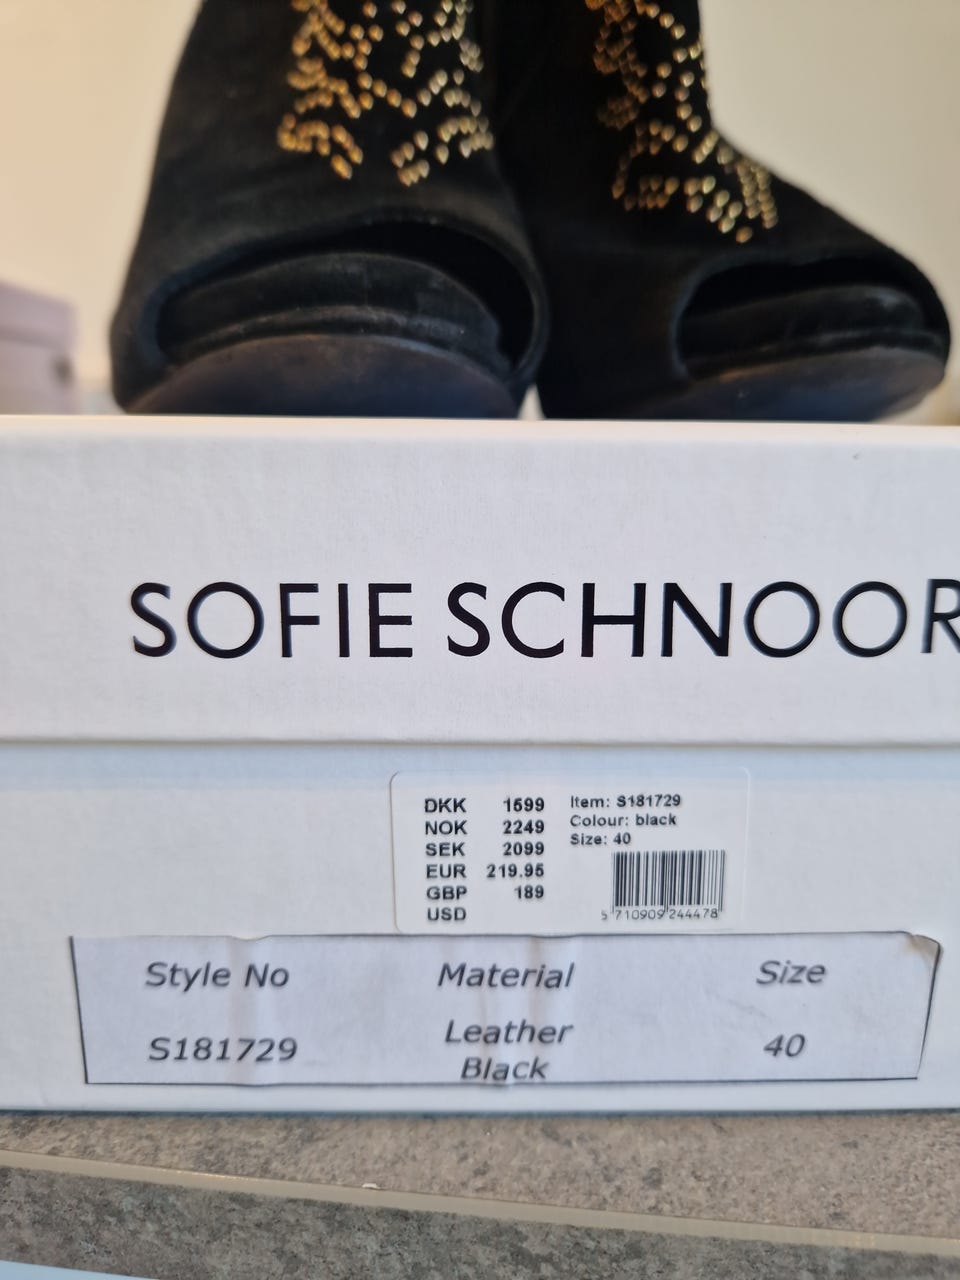 SOFIE SCHNOOR
DKK 1599
NOK 2249
SEK 2099
EUR 219.95
GBP 189
USD
Item: S181729
Colour: black
Size: 40
5 710909 244478
Style No Material Size
S181729 Leather Black 40